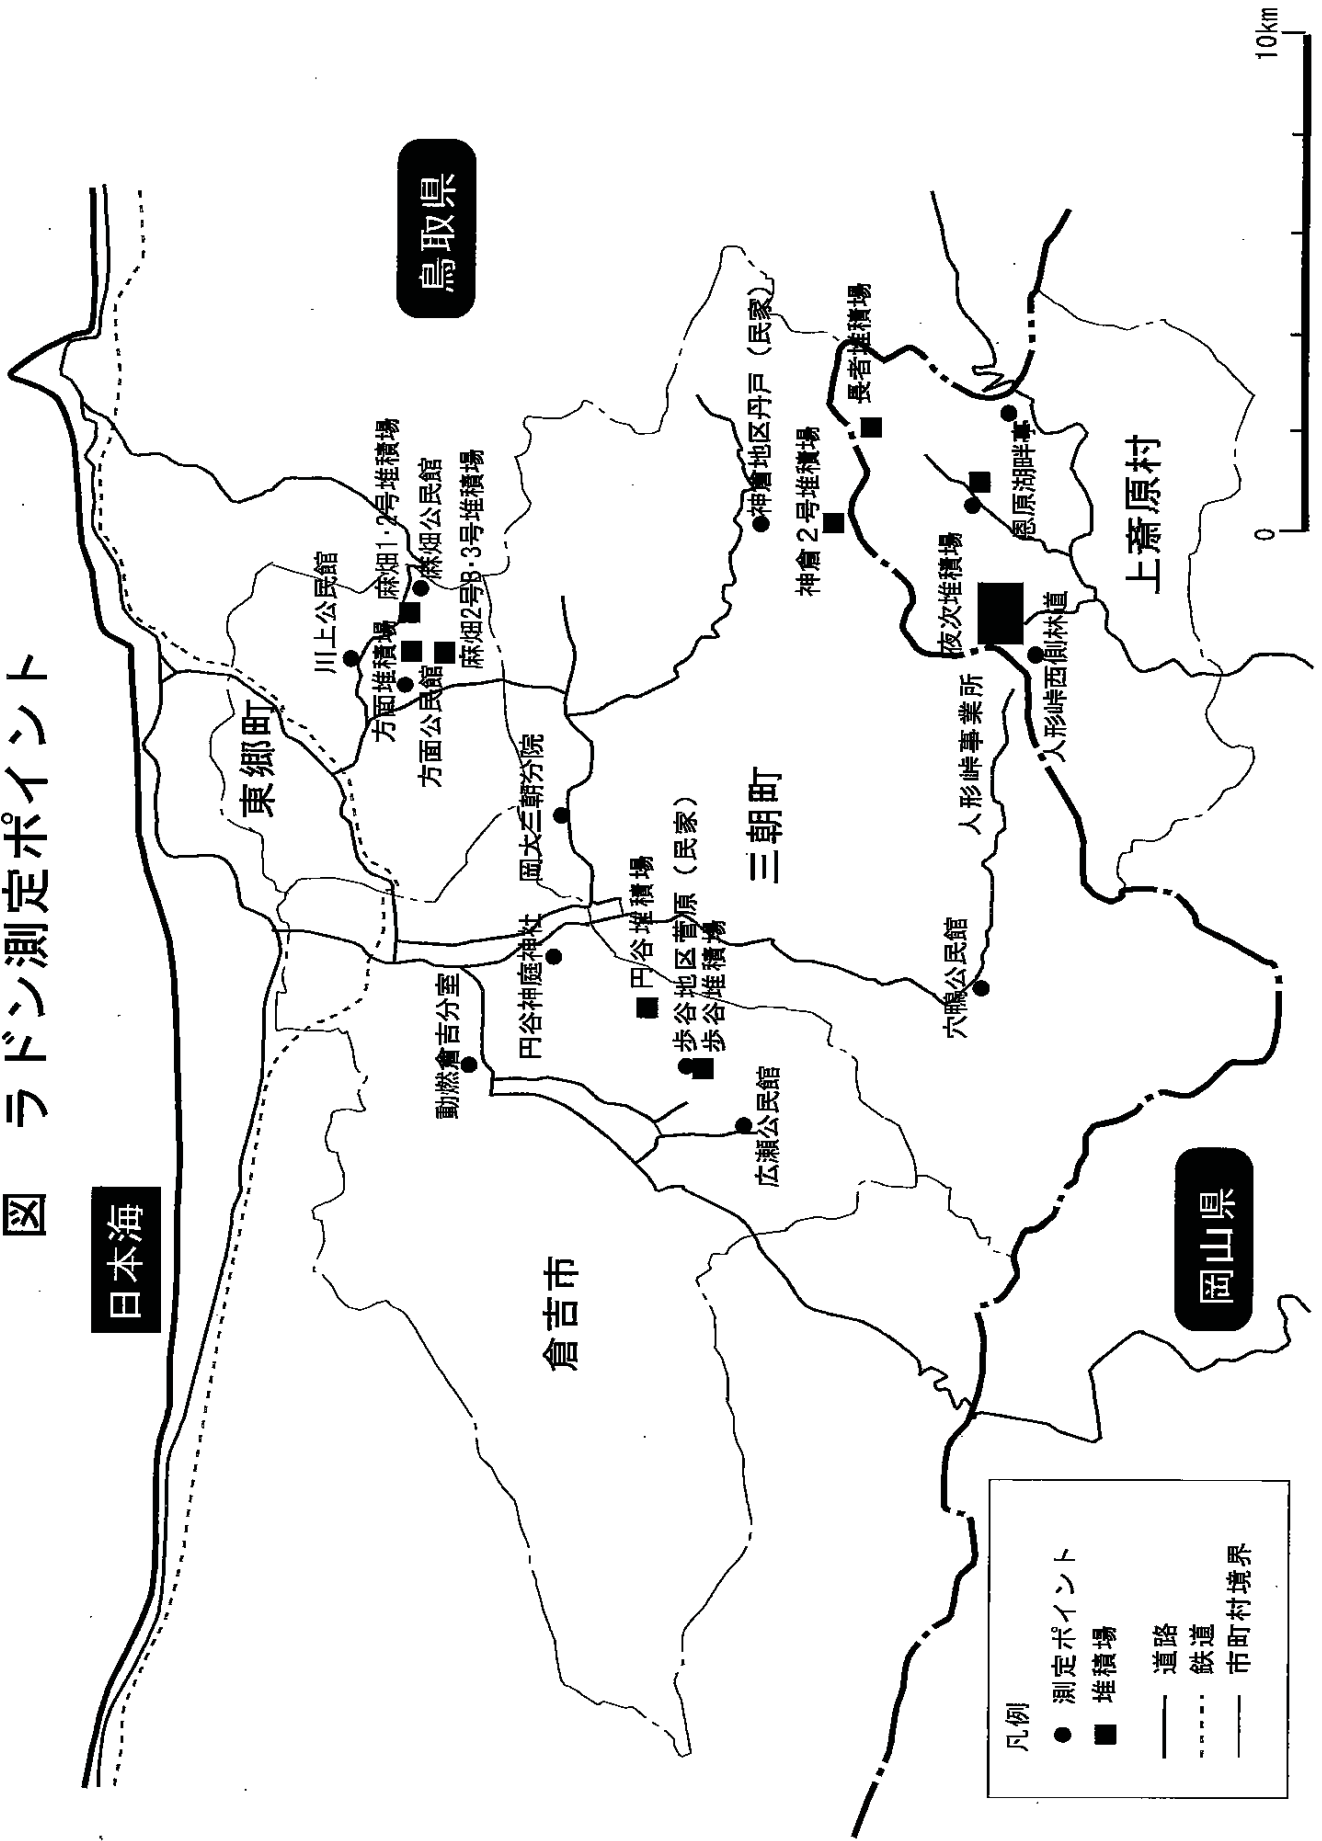 図　ラドン測定ポイント
日本海
鳥取県
東郷町
川上公民館
麻畑1・2号堆積場
麻畑公民館
方面堆積場
方面公民館
麻畑2号B・3号堆積場
動燃倉吉分室
円谷神庭神社
岡大三朝分院
倉吉市
円谷堆積場
歩谷地区菅原（民家）
歩谷堆積場
広瀬公民館
三朝町
神倉地区丹戸（民家）
神倉2号堆積場
長者堆積場
穴鴨公民館
人形峠事業所
夜次堆積場
恩原湖畔亭
人形峠西側林道
上斎原村
岡山県
凡例
測定ポイント
堆積場
道路
鉄道
市町村境界
0
10km